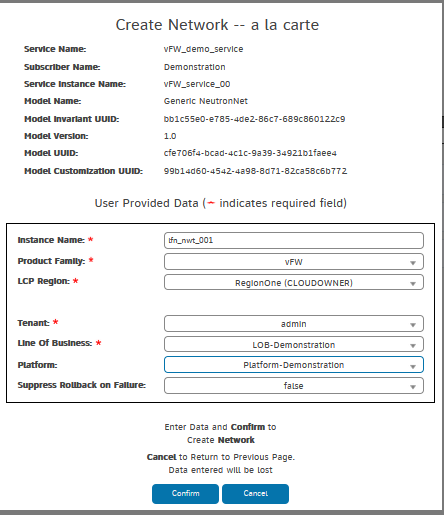 Create Network -- a la carte
Service Name: vFW_demo_service
Subscriber Name: Demonstration
Service Instance Name: vFW_service_00
Model Name: Generic NeutronNet
Model Invariant UUID: bb1c55e0-e785-4de2-86c7-689c860122c9
Model Version: 1.0
Model UUID: cfe706f4-bcad-4c1c-9a39-34921b1faee4
Model Customization UUID: 99b14d60-4542-4a98-8d71-82ca58c6b772
User Provided Data (* indicates required field)
Instance Name: * lfn_nwt_001
Product Family: * vFW
LCP Region: * RegionOne (CLOUDOWNER)
Tenant: * admin
Line Of Business: * LOB-Demonstration
Platform: Platform-Demonstration
Suppress Rollback on Failure: false
Enter Data and Confirm to
Create Network
Cancel to Return to Previous Page.
Data entered will be lost
Confirm Cancel